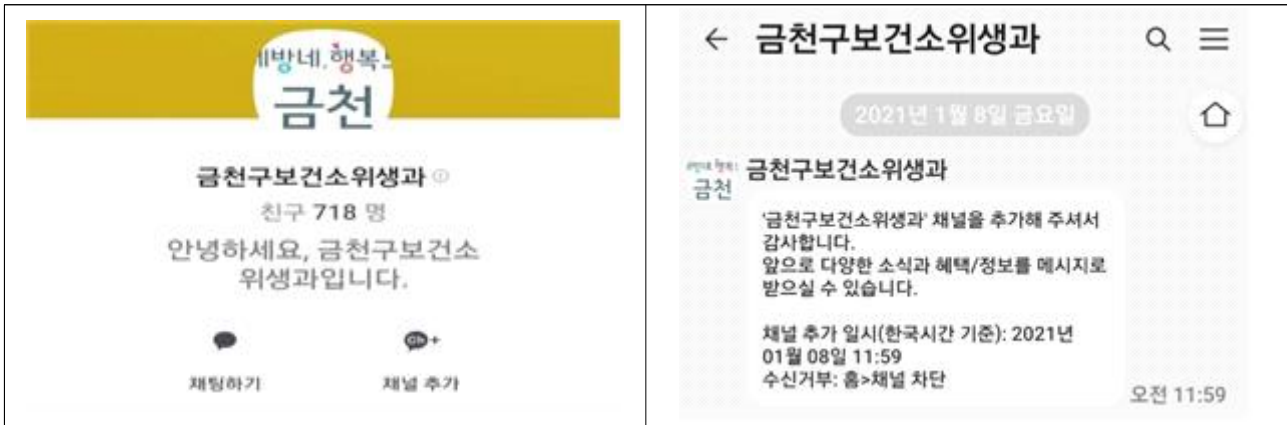 네방네.행복
금천
금천구보건소위생과
친구 718 명
안녕하세요, 금천구보건소
위생과입니다.
채팅하기
채널 추가
금천구보건소위생과
2021년 1월 8일 금요일
금천
금천구보건소위생과
'금천구보건소위생과' 채널을 추가해 주셔서
감사합니다.
앞으로 다양한 소식과 혜택/정보를 메시지로
받으실 수 있습니다.
채널 추가 일시(한국시간 기준): 2021년
01월 08일 11:59
수신거부: 홈>채널 차단
오전 11:59